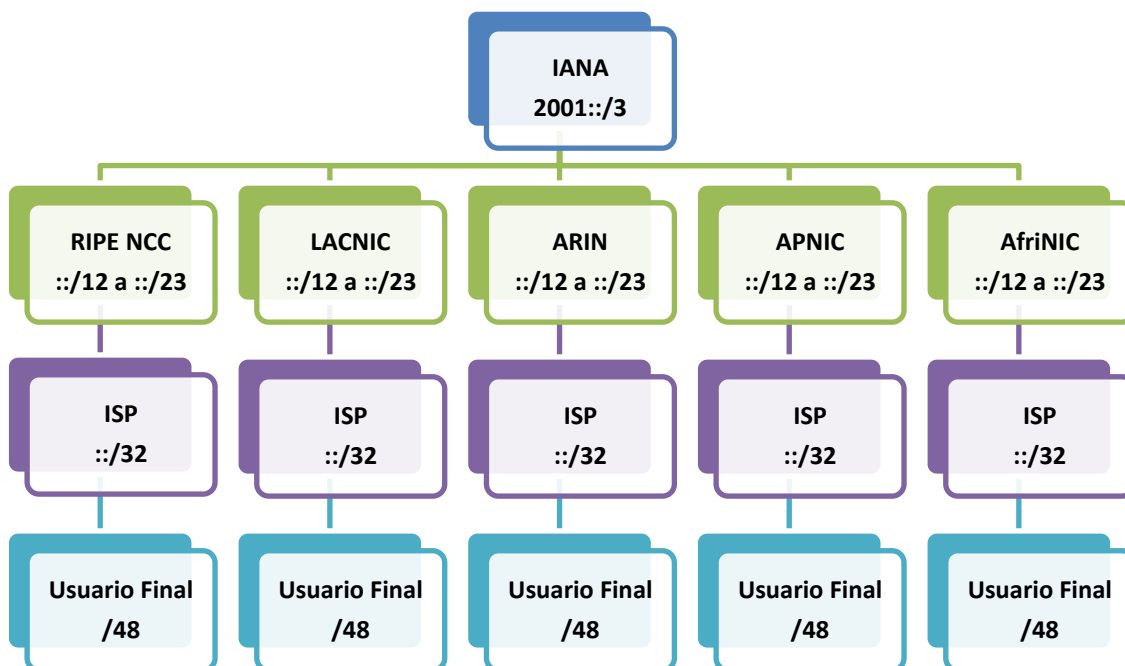 IANA
2001::/3
RIPE NCC
::/12 a ::/23
LACNIC
::/12 a ::/23
ARIN
::/12 a ::/23
APNIC
::/12 a ::/23
AfriNIC
::/12 a ::/23
ISP
::/32
ISP
::/32
ISP
::/32
ISP
::/32
ISP
::/32
Usuario Final
/48
Usuario Final
/48
Usuario Final
/48
Usuario Final
/48
Usuario Final
/48